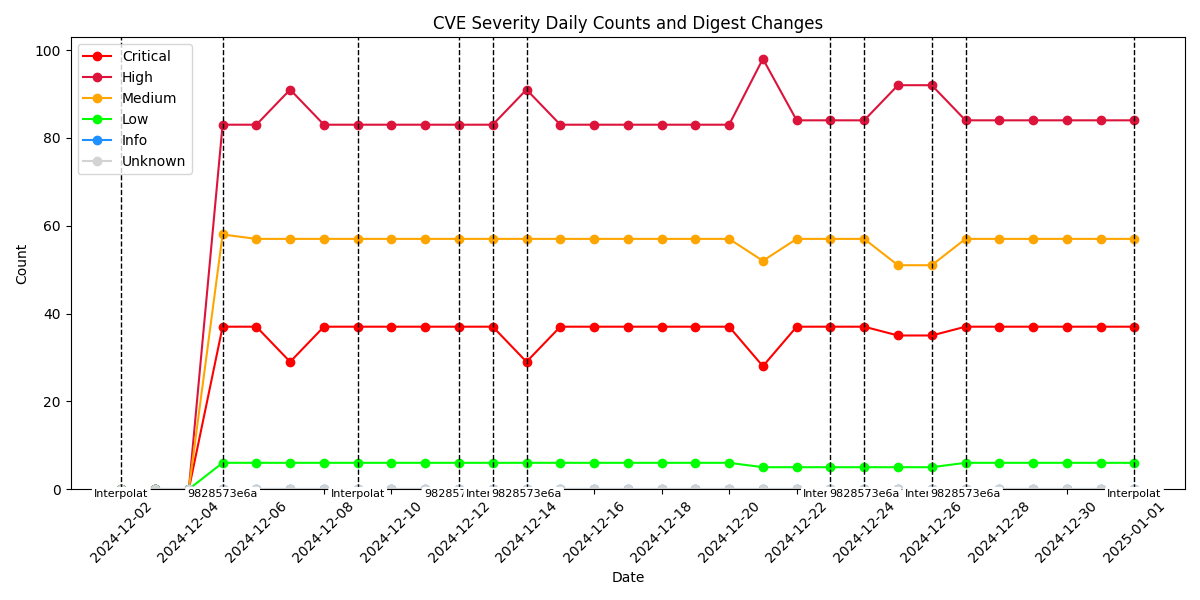 CVE Severity Daily Counts and Digest Changes
Critical
High
Medium
Low
Info
Unknown
Count
100
80
60
40
20
0
Interpolat
9828573e6a
Interpolat
98285
Inter
9828573e6a
Inter
9828573e6a
Inter
9828573e6a
Interpolat
2024-12-02
2024-12-04
2024-12-06
2024-12-08
2024-12-10
2024-12-12
2024-12-14
2024-12-16
2024-12-18
2024-12-20
2024-12-22
2024-12-24
2024-12-26
2024-12-28
2024-12-30
2025-01-01
Date